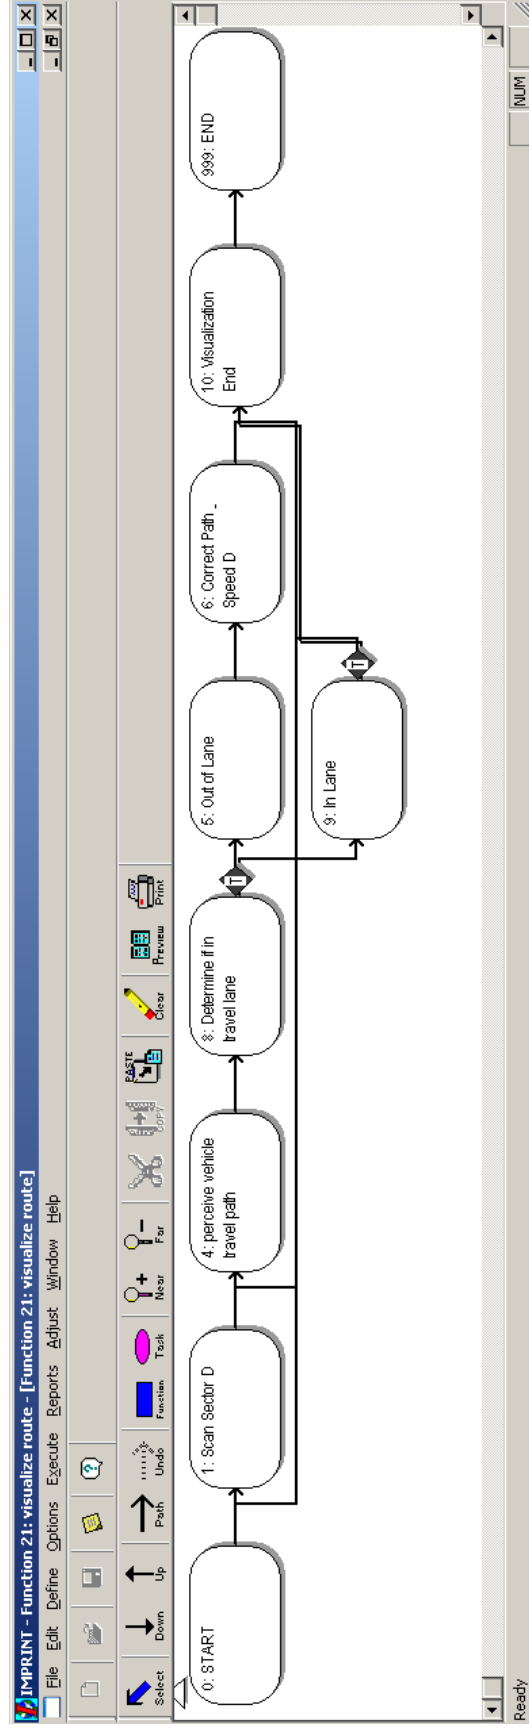 IMPRINT - Function 21: visualize route - [Function 21: visualize route]
File Edit Define Options Execute Reports Adjust Window Help
Select Down Up Path Undo Function Task Near Far COPY PASTE Clear Preview Print
0: START
1: Scan Sector D
4: perceive vehicle
travel path
8: Determine if in
travel lane
T
5: Out of Lane
6: Correct Path _
Speed D
10: Visualization
End
999: END
9: In Lane
T
Ready
NUM